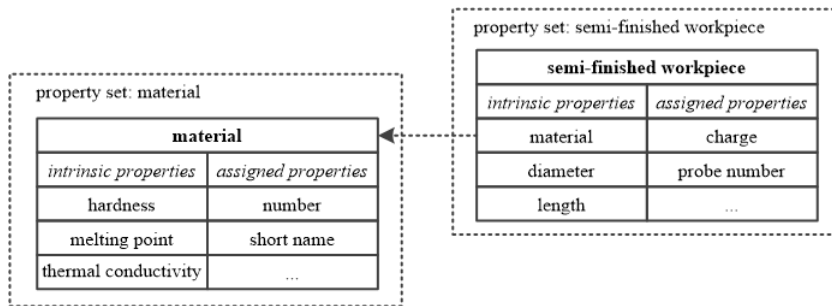 property set: semi-finished workpiece
semi-finished workpiece
intrinsic properties assigned properties
material charge
diameter probe number
length ...
property set: material
material
intrinsic properties assigned properties
hardness number
melting point short name
thermal conductivity ...